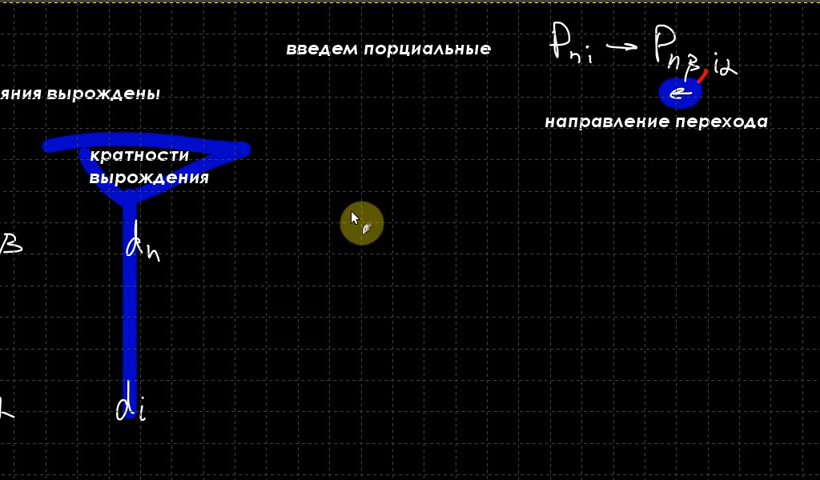 введем порциальные
P_ni → P_nβ,iα
яния вырождены
←
направление перехода
кратности
вырождения
β
d_n
d_i
α